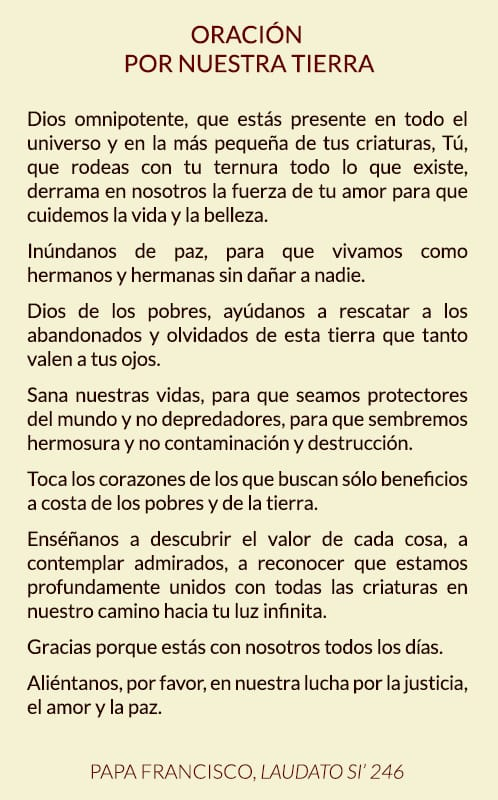 ORACIÓN
POR NUESTRA TIERRA
Dios omnipotente, que estás presente en todo el
universo y en la más pequeña de tus criaturas, Tú,
que rodeas con tu ternura todo lo que existe,
derrama en nosotros la fuerza de tu amor para que
cuidemos la vida y la belleza.
Inúndanos de paz, para que vivamos como
hermanos y hermanas sin dañar a nadie.
Dios de los pobres, ayúdanos a rescatar a los
abandonados y olvidados de esta tierra que tanto
valen a tus ojos.
Sana nuestras vidas, para que seamos protectores
del mundo y no depredadores, para que sembremos
hermosura y no contaminación y destrucción.
Toca los corazones de los que buscan sólo beneficios
a costa de los pobres y de la tierra.
Enséñanos a descubrir el valor de cada cosa, a
contemplar admirados, a reconocer que estamos
profundamente unidos con todas las criaturas en
nuestro camino hacia tu luz infinita.
Gracias porque estás con nosotros todos los días.
Aliéntanos, por favor, en nuestra lucha por la justicia,
el amor y la paz.
PAPA FRANCISCO, LAUDATO SI’ 246